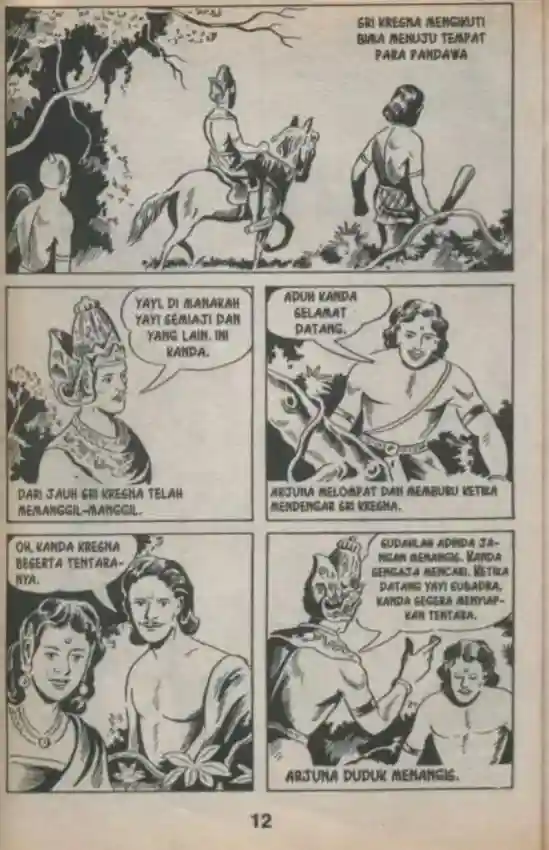 SRI KRESNA MENGIKUTI
BIMA MENUJU TEMPAT
PARA PANDAWA
YAYI, DI MANAKAH
YAYI SEMIAJI DAN
YANG LAIN. INI
KANDA.
DARI JAUH SRI KRESNA TELAH
MEMANGGIL-MANGGIL.
ADUH KANDA
SELAMAT
DATANG.
ARJUNA MELOMPAT DAN MEMBURU KETIKA
MENDENGAR SRI KRESNA.
OH, KANDA KRESNA
BESERTA TENTARA-
NYA.
SUDAHLAH ADINDA JA-
NGAN MENANGIS. KANDA
SENGAJA MENCARI. KETIKA
DATANG YAYI SUBADRA,
KANDA SEGERA MENYIAP-
KAN TENTARA.
ARJUNA DUDUK MENANGIS.
12